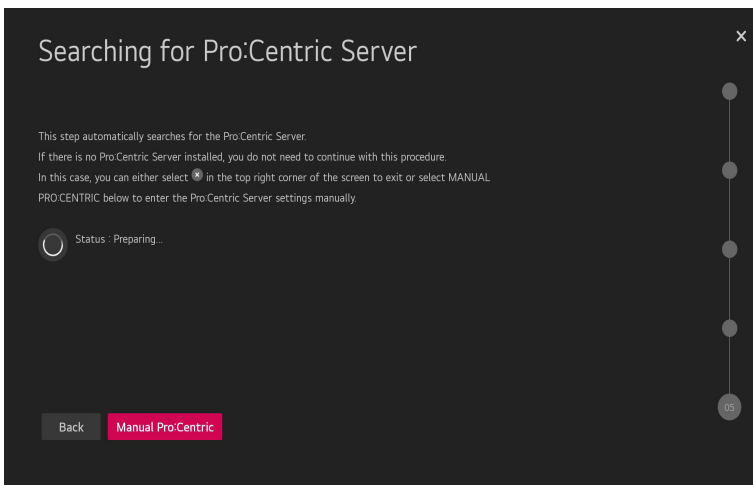 Searching for Pro:Centric Server
×
This step automatically searches for the Pro:Centric Server.
If there is no Pro:Centric Server installed, you do not need to continue with this procedure.
In this case, you can either select × in the top right corner of the screen to exit or select MANUAL
PRO:CENTRIC below to enter the Pro:Centric Server settings manually.
Status : Preparing...
05
Back
Manual Pro:Centric